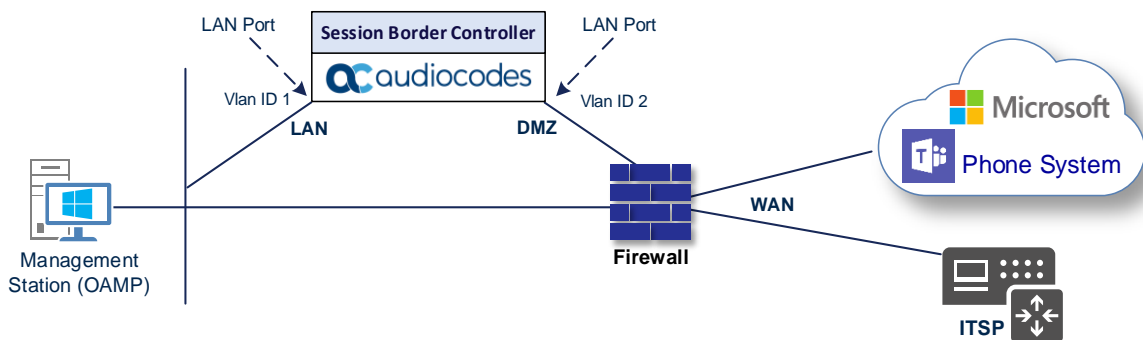 LAN Port
Session Border Controller
LAN Port
audiocodes
Vlan ID 1
Vlan ID 2
LAN
DMZ
Microsoft
T
Phone System
WAN
Firewall
Management
Station (OAMP)
ITSP